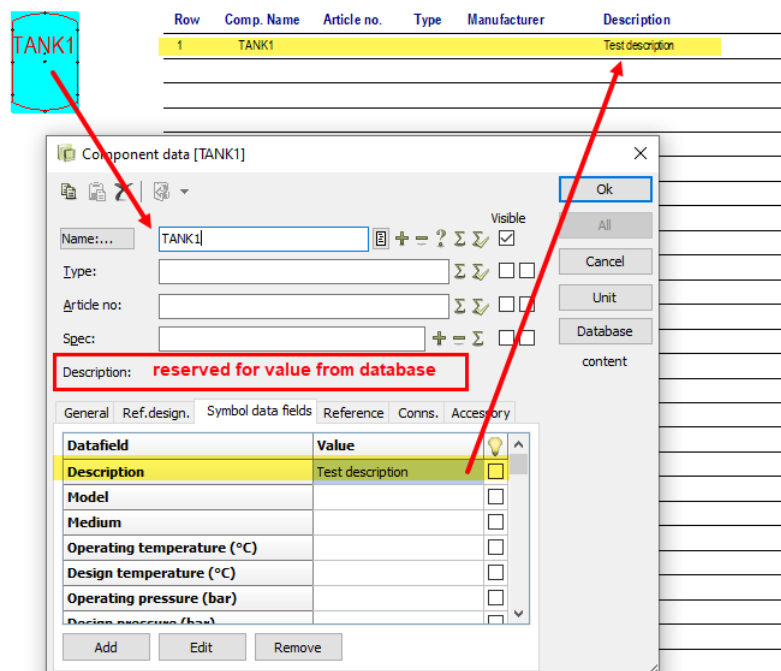 Row Comp. Name Article no. Type Manufacturer Description
1 TANK1 Test description
TANK1
Component data [TANK1]
Ok
Visible
All
Name:... TANK1
Type:
Cancel
Article no:
Unit
Spec:
Database
Description: reserved for value from database
content
General Ref.design. Symbol data fields Reference Conns. Accessory
Datafield Value
Description Test description
Model
Medium
Operating temperature (°C)
Design temperature (°C)
Operating pressure (bar)
Design pressure (bar)
Add Edit Remove